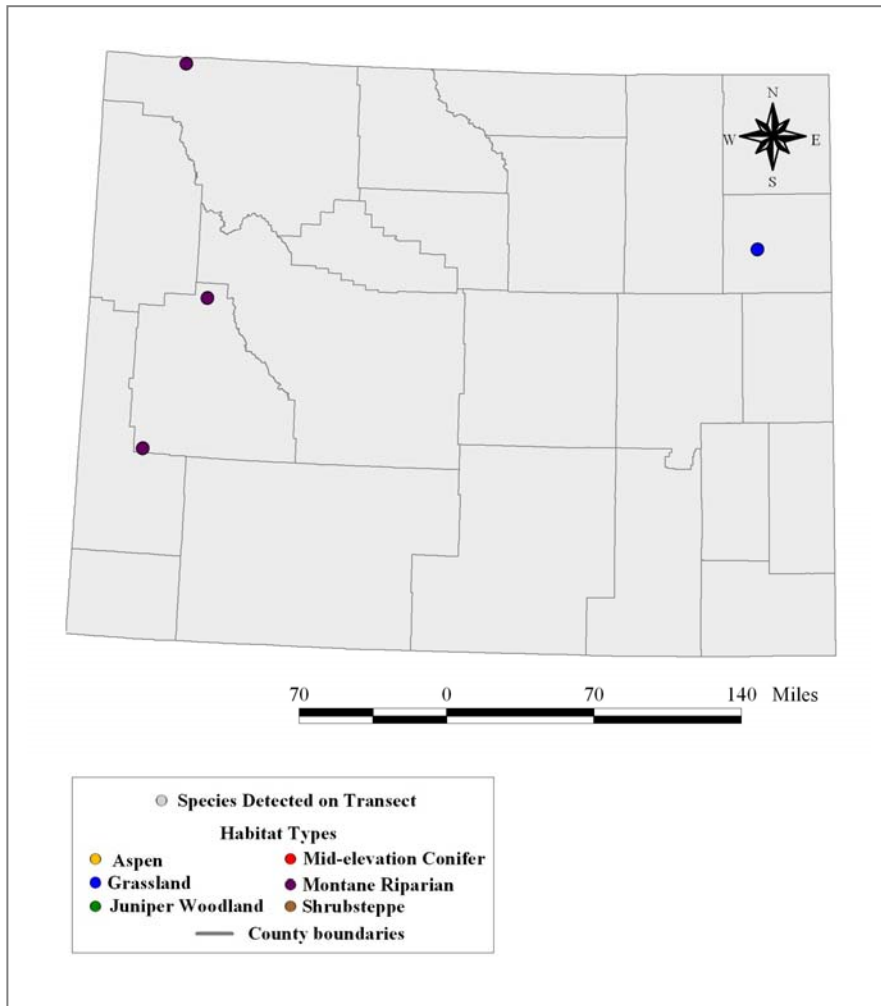 N
W E
S
70 0 70 140 Miles
Species Detected on Transect
Habitat Types
Aspen Mid-elevation Conifer
Grassland Montane Riparian
Juniper Woodland Shrubsteppe
County boundaries